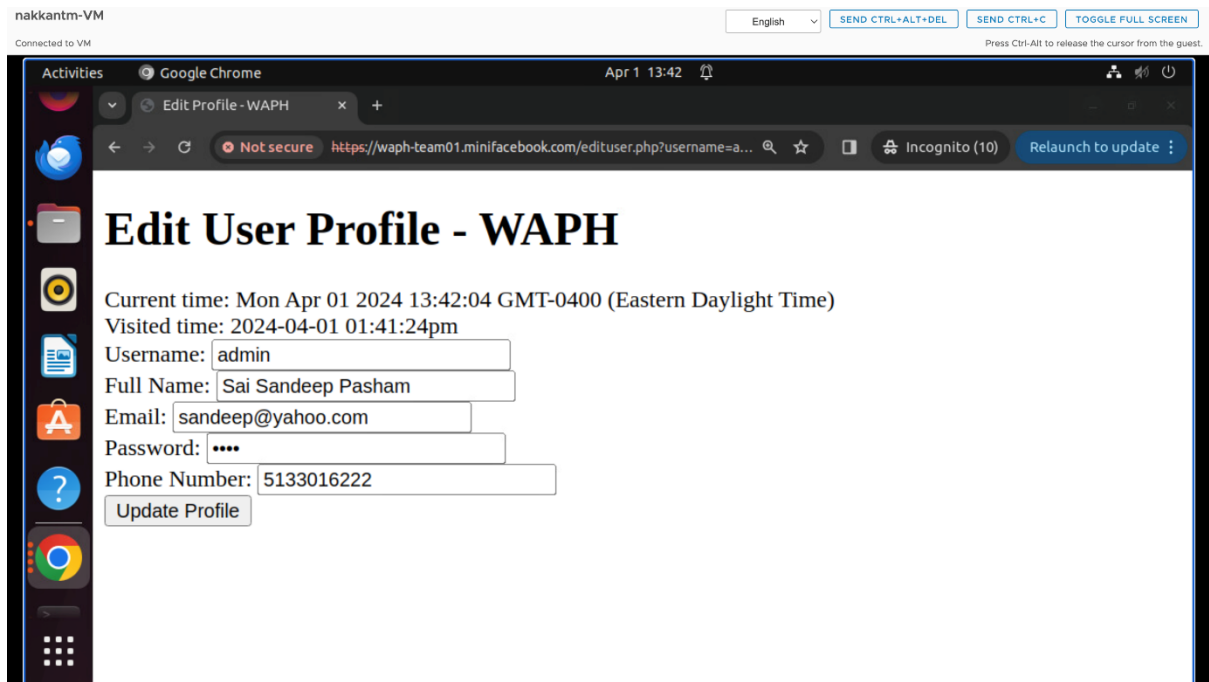 nakkantm-VM
English
SEND CTRL+ALT+DEL
SEND CTRL+C
TOGGLE FULL SCREEN
Connected to VM
Press Ctrl-Alt to release the cursor from the guest.
Activities
Google Chrome
Apr 1 13:42
Edit Profile - WAPH
Not secure
https://waph-team01.minifacebook.com/edituser.php?username=a...
Incognito (10)
Relaunch to update
Edit User Profile - WAPH
Current time: Mon Apr 01 2024 13:42:04 GMT-0400 (Eastern Daylight Time)
Visited time: 2024-04-01 01:41:24pm
Username: admin
Full Name: Sai Sandeep Pasham
Email: sandeep@yahoo.com
Password: ••••
Phone Number: 5133016222
Update Profile